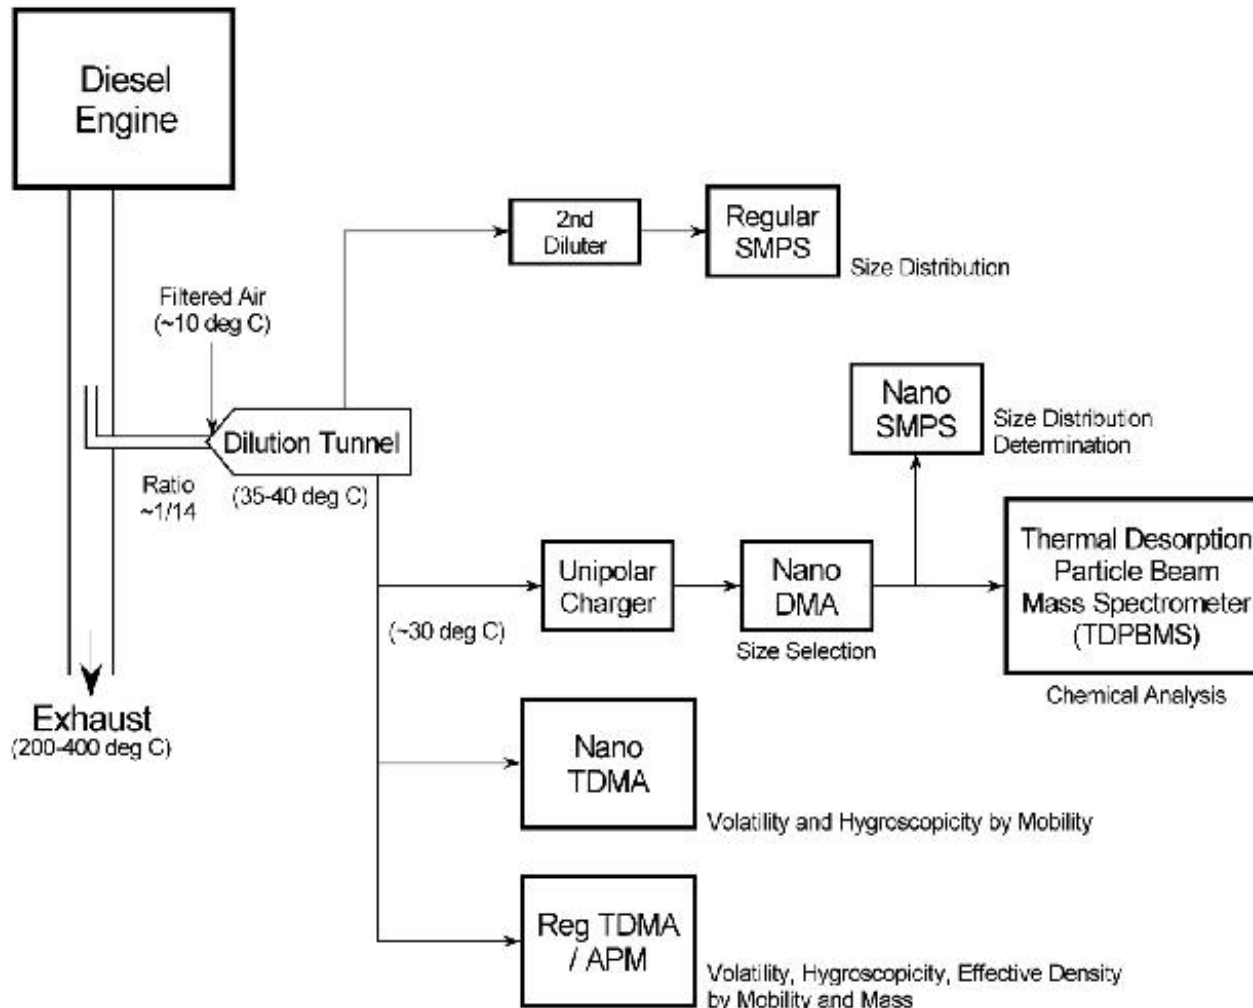 Diesel
Engine
2nd
Diluter
Regular
SMPS
Size Distribution
Filtered Air
(~10 deg C)
Dilution Tunnel
Ratio
~1/14
(35-40 deg C)
Nano
SMPS
Size Distribution
Determination
Unipolar
Charger
(~30 deg C)
Nano
DMA
Size Selection
Thermal Desorption
Particle Beam
Mass Spectrometer
(TDPBMS)
Chemical Analysis
Exhaust
(200-400 deg C)
Nano
TDMA
Volatility and Hygroscopicity by Mobility
Reg TDMA
/ APM
Volatility, Hygroscopicity, Effective Density
by Mobility and Mass